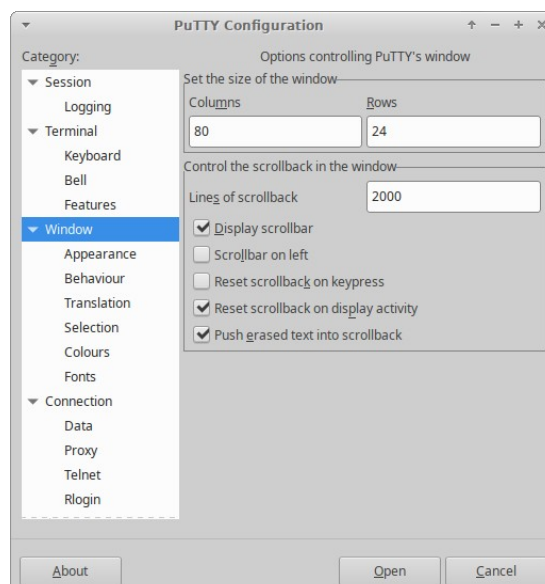 PuTTY Configuration
Category:
Options controlling PuTTY's window
Session
Logging
Terminal
Keyboard
Bell
Features
Window
Appearance
Behaviour
Translation
Selection
Colours
Fonts
Connection
Data
Proxy
Telnet
Rlogin
Set the size of the window
Columns Rows
80 24
Control the scrollback in the window
Lines of scrollback 2000
Display scrollbar
Scrollbar on left
Reset scrollback on keypress
Reset scrollback on display activity
Push erased text into scrollback
About Open Cancel